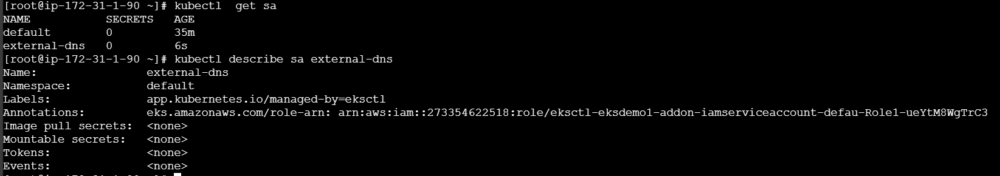 [root@ip-172-31-1-90 ~]# kubectl  get sa
NAME           SECRETS   AGE
default        0         35m
external-dns   0         6s
[root@ip-172-31-1-90 ~]# kubectl describe sa external-dns
Name:                external-dns
Namespace:           default
Labels:              app.kubernetes.io/managed-by=eksctl
Annotations:         eks.amazonaws.com/role-arn: arn:aws:iam::273354622518:role/eksctl-eksdemo1-addon-iamserviceaccount-defau-Role1-ueYtM8WgTrC3
Image pull secrets:  <none>
Mountable secrets:   <none>
Tokens:              <none>
Events:              <none>